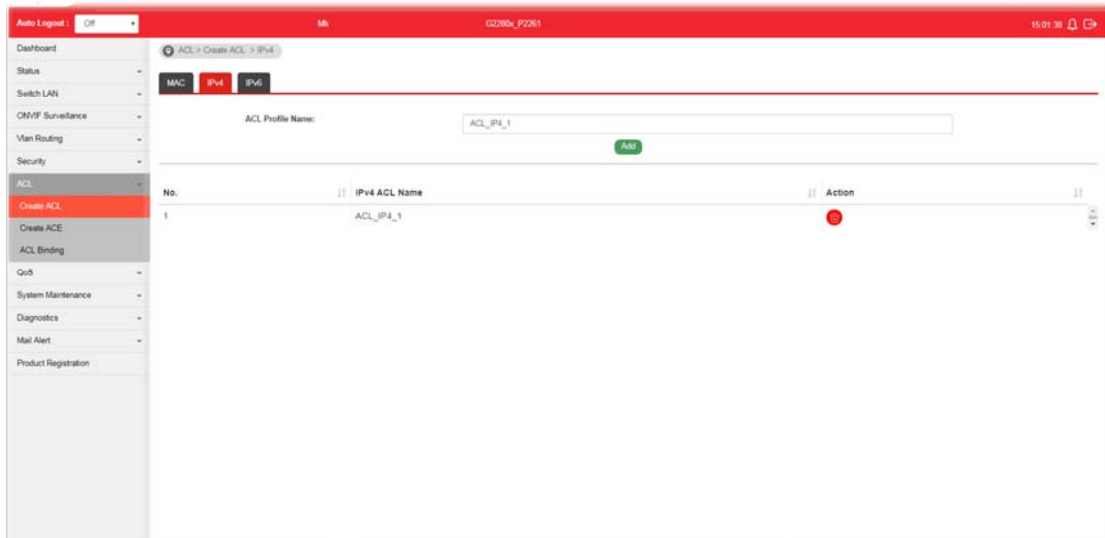 Auto Logout : Off Mk G2280x_P2261 15:01:38
Dashboard
Status
Switch LAN
ONVIF Surveillance
Vlan Routing
Security
ACL
Create ACL
Create ACE
ACL Binding
QoS
System Maintenance
Diagnostics
Mail Alert
Product Registration
ACL > Create ACL > IPv4
MAC IPv4 IPv6
ACL Profile Name: ACL_IP4_1
Add
No. IPv4 ACL Name Action
1 ACL_IP4_1